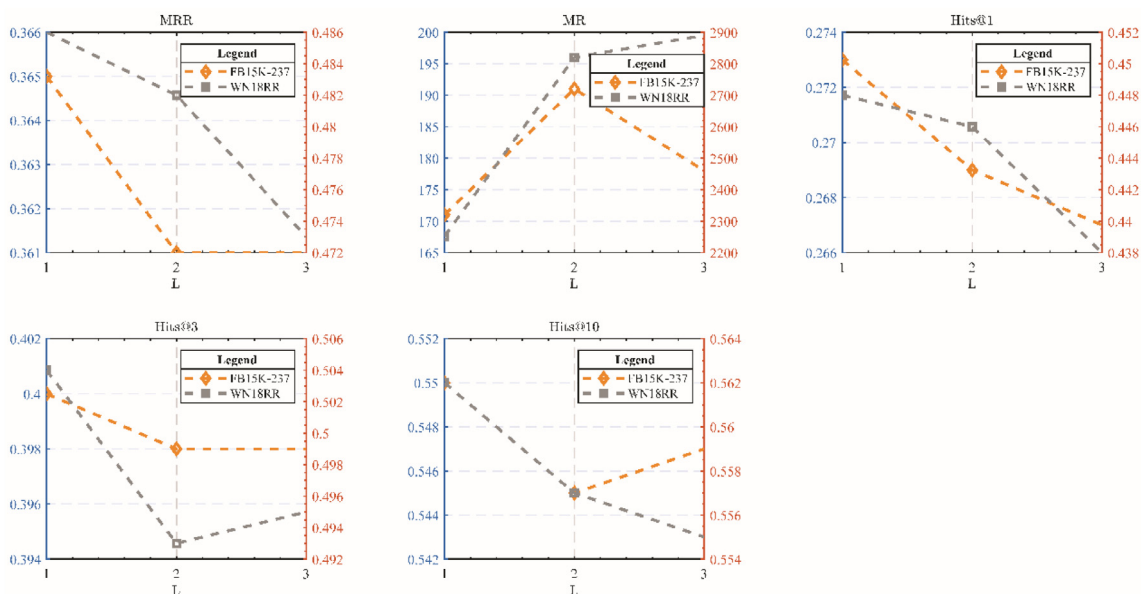 MRR
0.366
0.365
0.364
0.363
0.362
0.361
0.486
0.484
0.482
0.48
0.478
0.476
0.474
0.472
Legend
FB15K-237
WN18RR
1 2 3
L
MR
200
195
190
185
180
175
170
165
2900
2800
2700
2600
2500
2400
2300
2200
Legend
FB15K-237
WN18RR
1 2 3
L
Hits@1
0.274
0.272
0.27
0.268
0.266
0.452
0.45
0.448
0.446
0.444
0.442
0.44
0.438
Legend
FB15K-237
WN18RR
1 2 3
L
Hits@3
0.402
0.4
0.398
0.396
0.394
0.506
0.504
0.502
0.5
0.498
0.496
0.494
0.492
Legend
FB15K-237
WN18RR
1 2 3
L
Hits@10
0.552
0.55
0.548
0.546
0.544
0.542
0.564
0.562
0.56
0.558
0.556
0.554
Legend
FB15K-237
WN18RR
1 2 3
L